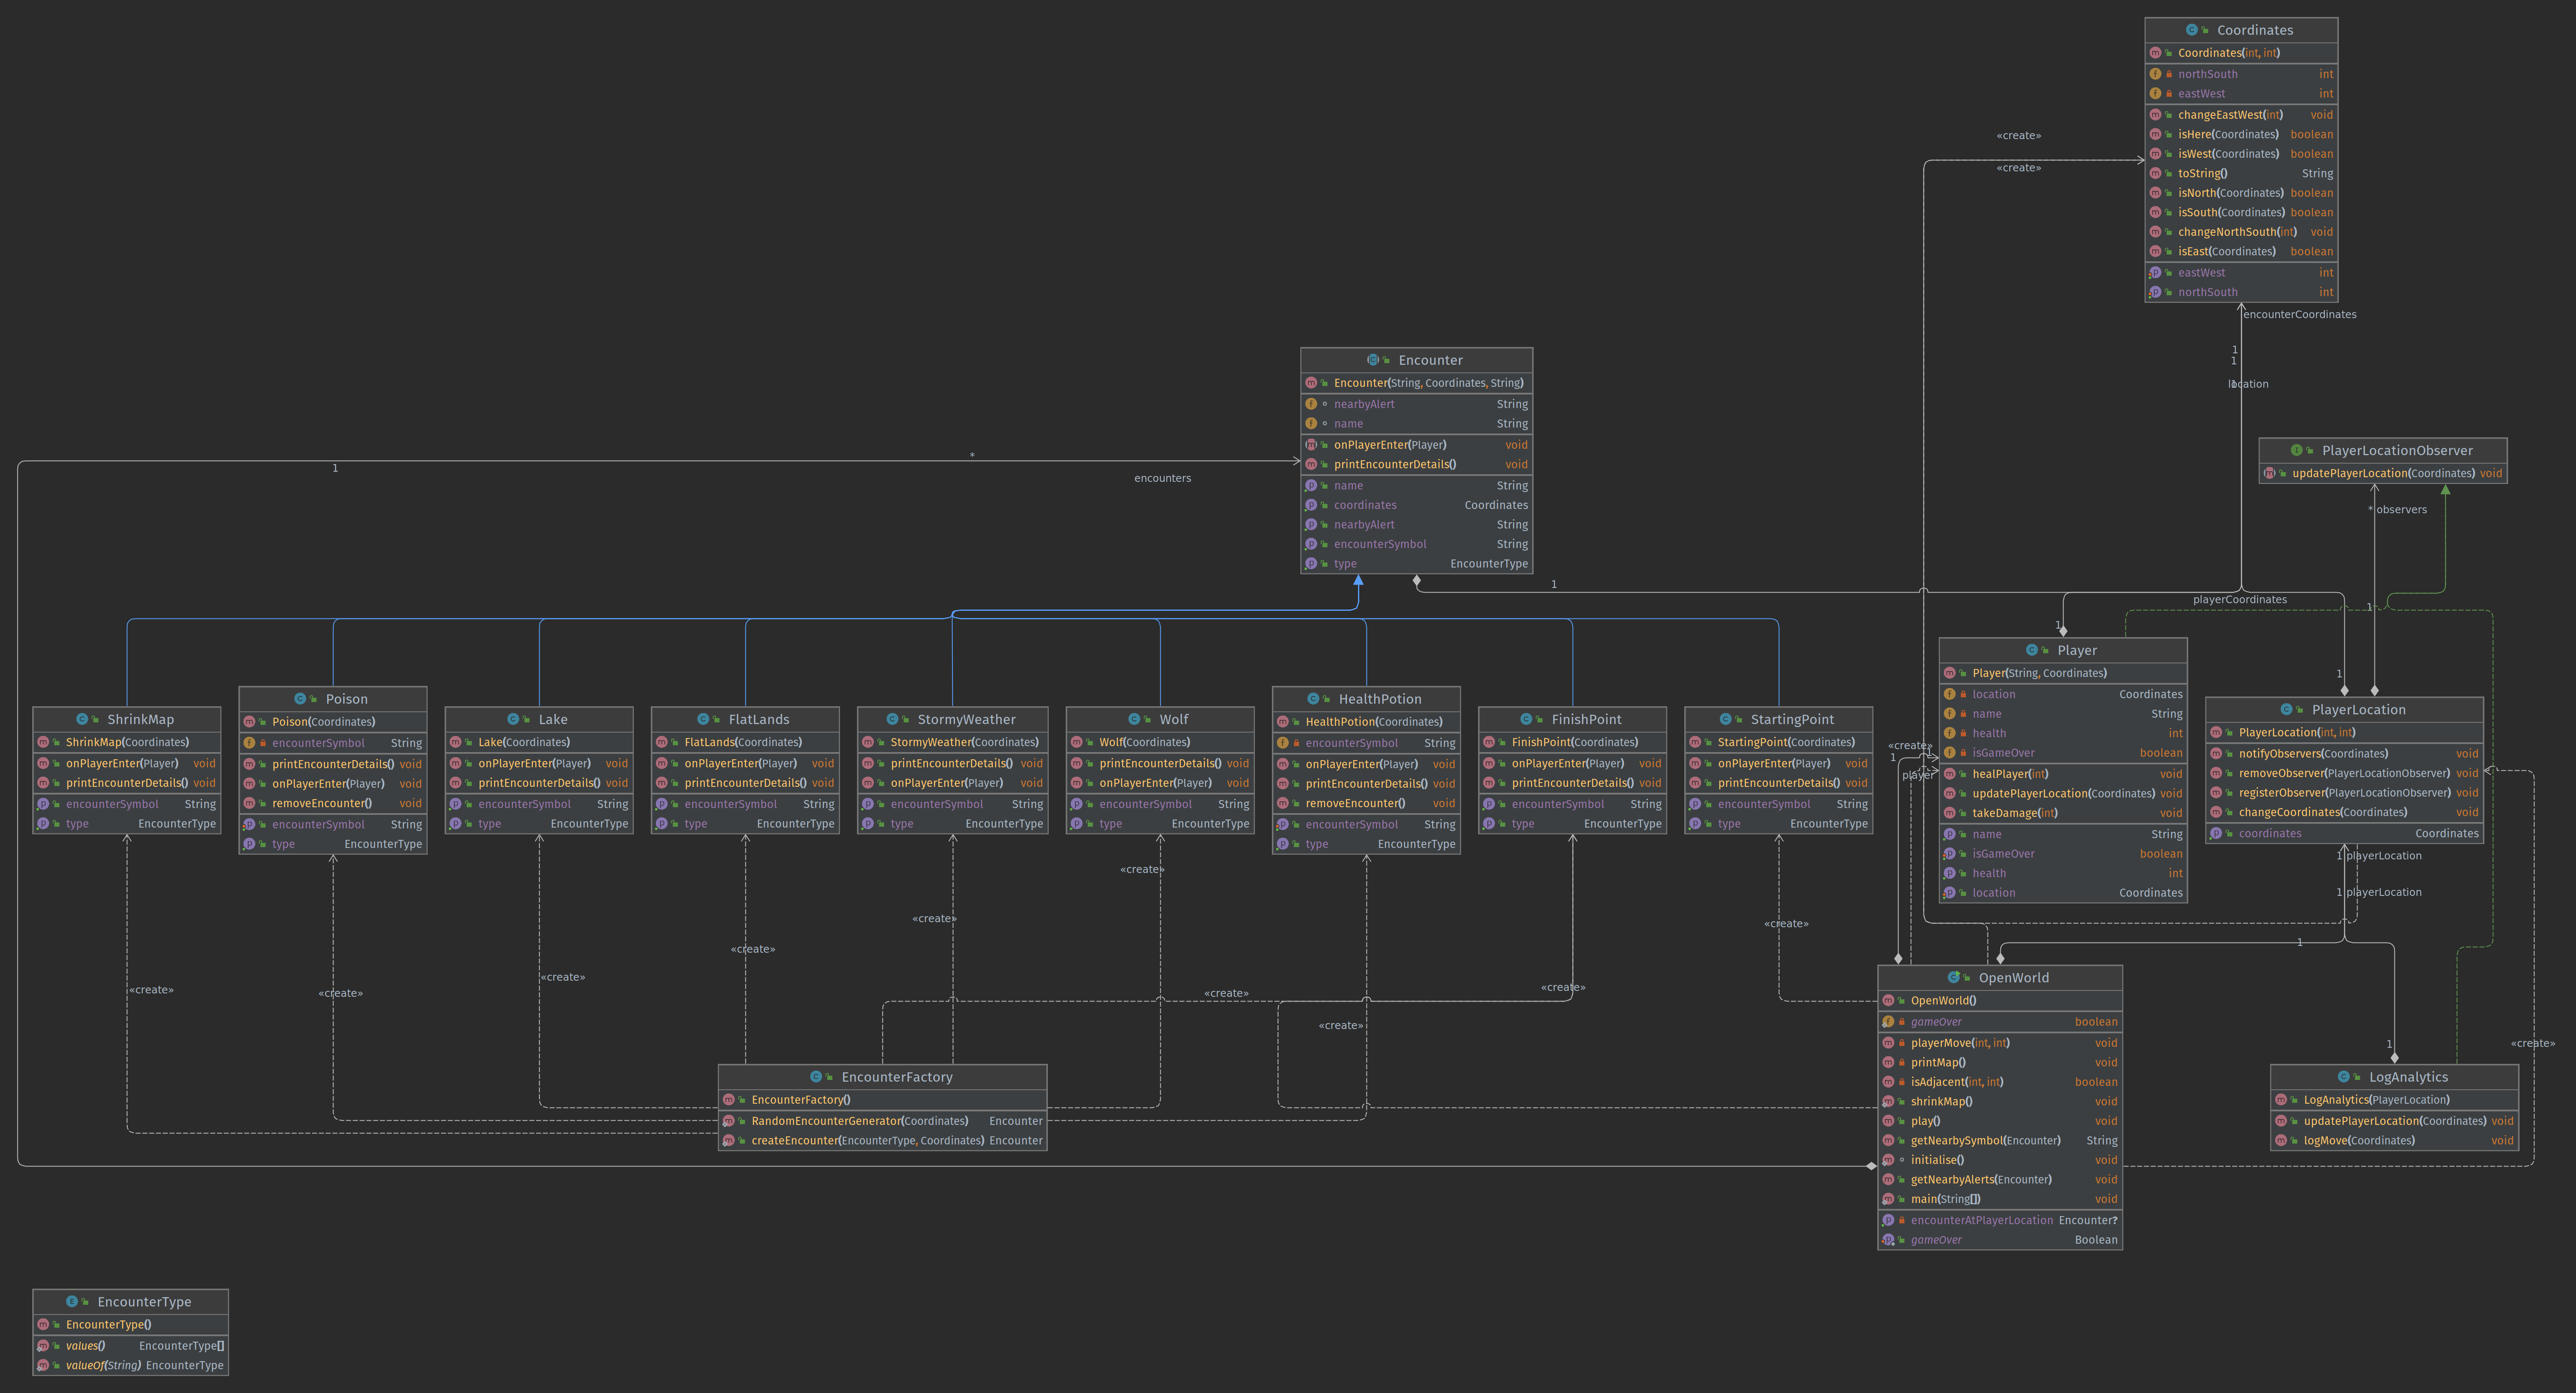 Coordinates
Coordinates(int, int)
northSouth int
eastWest int
changeEastWest(int) void
isHere(Coordinates) boolean
isWest(Coordinates) boolean
toString() String
isNorth(Coordinates) boolean
isSouth(Coordinates) boolean
changeNorthSouth(int) void
isEast(Coordinates) boolean
eastWest int
northSouth int
«create»
«create»
encounterCoordinates
1
1
location
Encounter
Encounter(String, Coordinates, String)
nearbyAlert String
name String
onPlayerEnter(Player) void
printEncounterDetails() void
name String
coordinates Coordinates
nearbyAlert String
encounterSymbol String
type EncounterType
1
*
encounters
PlayerLocationObserver
updatePlayerLocation(Coordinates) void
* observers
1
playerCoordinates
1
1
1
ShrinkMap
ShrinkMap(Coordinates)
onPlayerEnter(Player) void
printEncounterDetails() void
encounterSymbol String
type EncounterType
Poison
Poison(Coordinates)
encounterSymbol String
printEncounterDetails() void
onPlayerEnter(Player) void
removeEncounter() void
encounterSymbol String
type EncounterType
Lake
Lake(Coordinates)
onPlayerEnter(Player) void
printEncounterDetails() void
encounterSymbol String
type EncounterType
FlatLands
FlatLands(Coordinates)
onPlayerEnter(Player) void
printEncounterDetails() void
encounterSymbol String
type EncounterType
StormyWeather
StormyWeather(Coordinates)
printEncounterDetails() void
onPlayerEnter(Player) void
encounterSymbol String
type EncounterType
Wolf
Wolf(Coordinates)
printEncounterDetails() void
onPlayerEnter(Player) void
encounterSymbol String
type EncounterType
HealthPotion
HealthPotion(Coordinates)
encounterSymbol String
onPlayerEnter(Player) void
printEncounterDetails() void
removeEncounter() void
encounterSymbol String
type EncounterType
FinishPoint
FinishPoint(Coordinates)
onPlayerEnter(Player) void
printEncounterDetails() void
encounterSymbol String
type EncounterType
StartingPoint
StartingPoint(Coordinates)
onPlayerEnter(Player) void
printEncounterDetails() void
encounterSymbol String
type EncounterType
Player
Player(String, Coordinates)
location Coordinates
name String
health int
isGameOver boolean
healPlayer(int) void
updatePlayerLocation(Coordinates) void
takeDamage(int) void
name String
isGameOver boolean
health int
location Coordinates
«create»
1
player
PlayerLocation
PlayerLocation(int, int)
notifyObservers(Coordinates) void
removeObserver(PlayerLocationObserver) void
registerObserver(PlayerLocationObserver) void
changeCoordinates(Coordinates) void
coordinates Coordinates
1 playerLocation
1 playerLocation
1
1
«create»
«create»
«create»
«create»
«create»
«create»
«create»
«create»
«create»
«create»
«create»
EncounterFactory
EncounterFactory()
RandomEncounterGenerator(Coordinates) Encounter
createEncounter(EncounterType, Coordinates) Encounter
OpenWorld
OpenWorld()
gameOver boolean
playerMove(int, int) void
printMap() void
isAdjacent(int, int) boolean
shrinkMap() void
play() void
getNearbySymbol(Encounter) String
initialise() void
getNearbyAlerts(Encounter) void
main(String[]) void
encounterAtPlayerLocation Encounter?
gameOver Boolean
LogAnalytics
LogAnalytics(PlayerLocation)
updatePlayerLocation(Coordinates) void
logMove(Coordinates) void
EncounterType
EncounterType()
values() EncounterType[]
valueOf(String) EncounterType